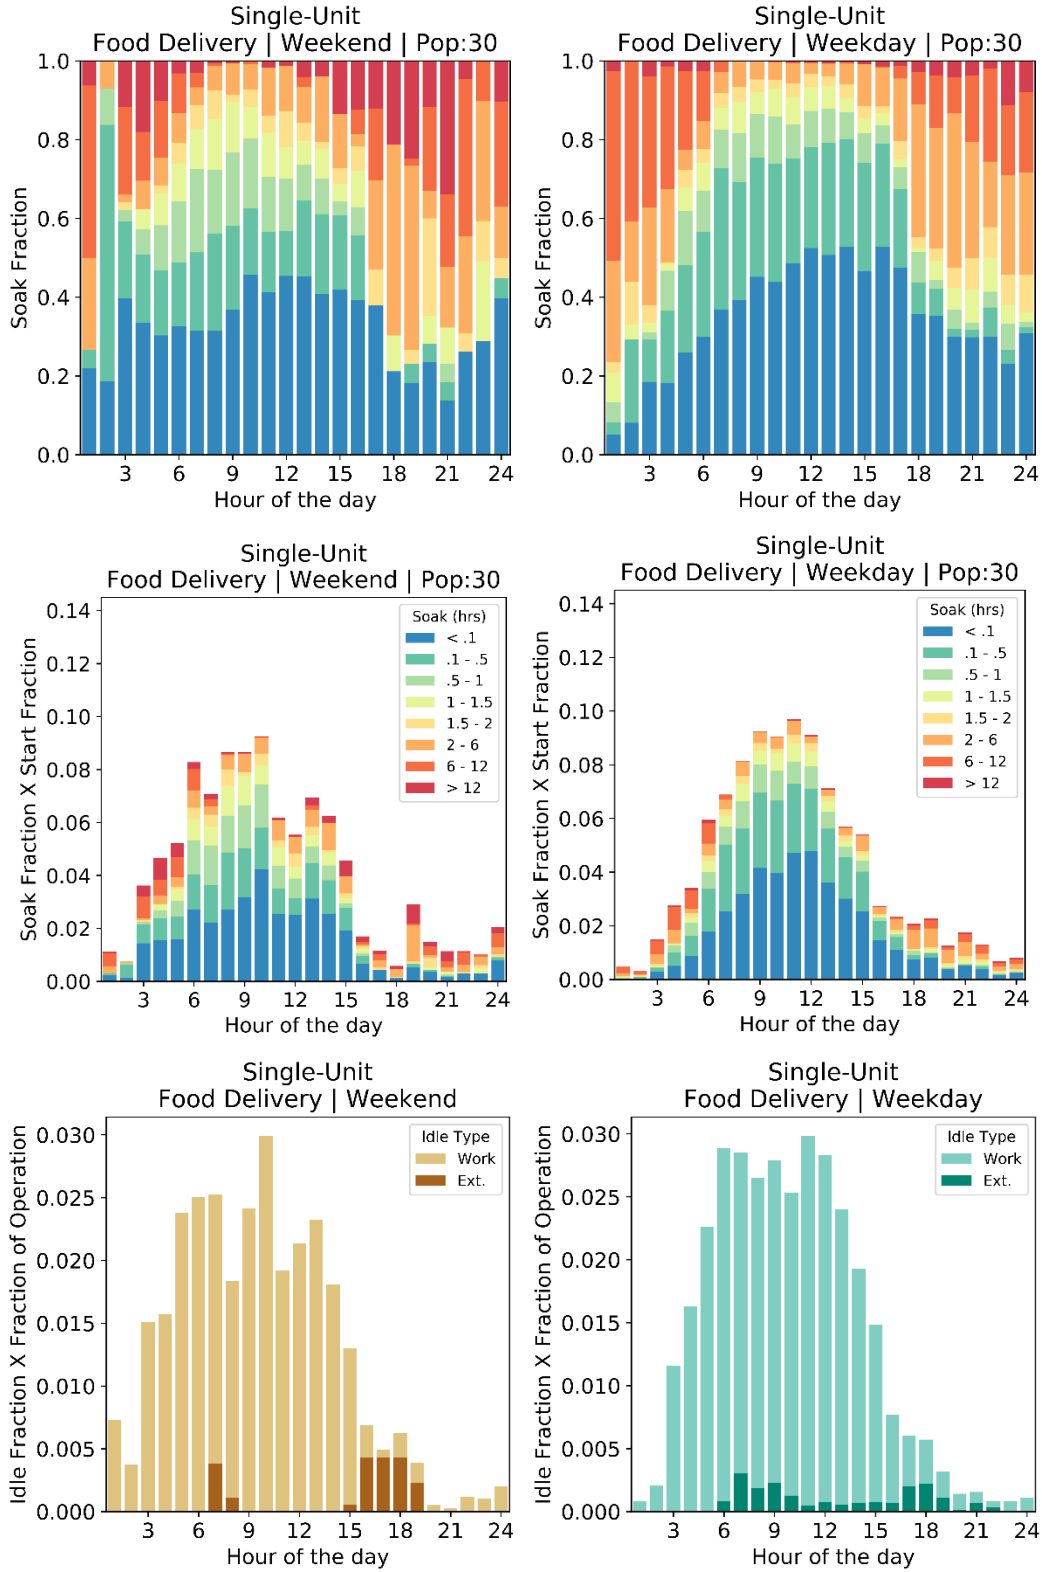 Single-Unit
Food Delivery | Weekend | Pop:30
1.0
0.8
0.6
0.4
0.2
0.0
Soak Fraction
3 6 9 12 15 18 21 24
Hour of the day
Single-Unit
Food Delivery | Weekday | Pop:30
1.0
0.8
0.6
0.4
0.2
0.0
Soak Fraction
3 6 9 12 15 18 21 24
Hour of the day
Single-Unit
Food Delivery | Weekend | Pop:30
0.14
0.12
0.10
0.08
0.06
0.04
0.02
0.00
Soak Fraction X Start Fraction
Soak (hrs)
< .1
.1 - .5
.5 - 1
1 - 1.5
1.5 - 2
2 - 6
6 - 12
> 12
3 6 9 12 15 18 21 24
Hour of the day
Single-Unit
Food Delivery | Weekday | Pop:30
0.14
0.12
0.10
0.08
0.06
0.04
0.02
0.00
Soak Fraction X Start Fraction
Soak (hrs)
< .1
.1 - .5
.5 - 1
1 - 1.5
1.5 - 2
2 - 6
6 - 12
> 12
3 6 9 12 15 18 21 24
Hour of the day
Single-Unit
Food Delivery | Weekend
0.030
0.025
0.020
0.015
0.010
0.005
0.000
Idle Fraction X Fraction of Operation
Idle Type
Work
Ext.
3 6 9 12 15 18 21 24
Hour of the day
Single-Unit
Food Delivery | Weekday
0.030
0.025
0.020
0.015
0.010
0.005
0.000
Idle Fraction X Fraction of Operation
Idle Type
Work
Ext.
3 6 9 12 15 18 21 24
Hour of the day